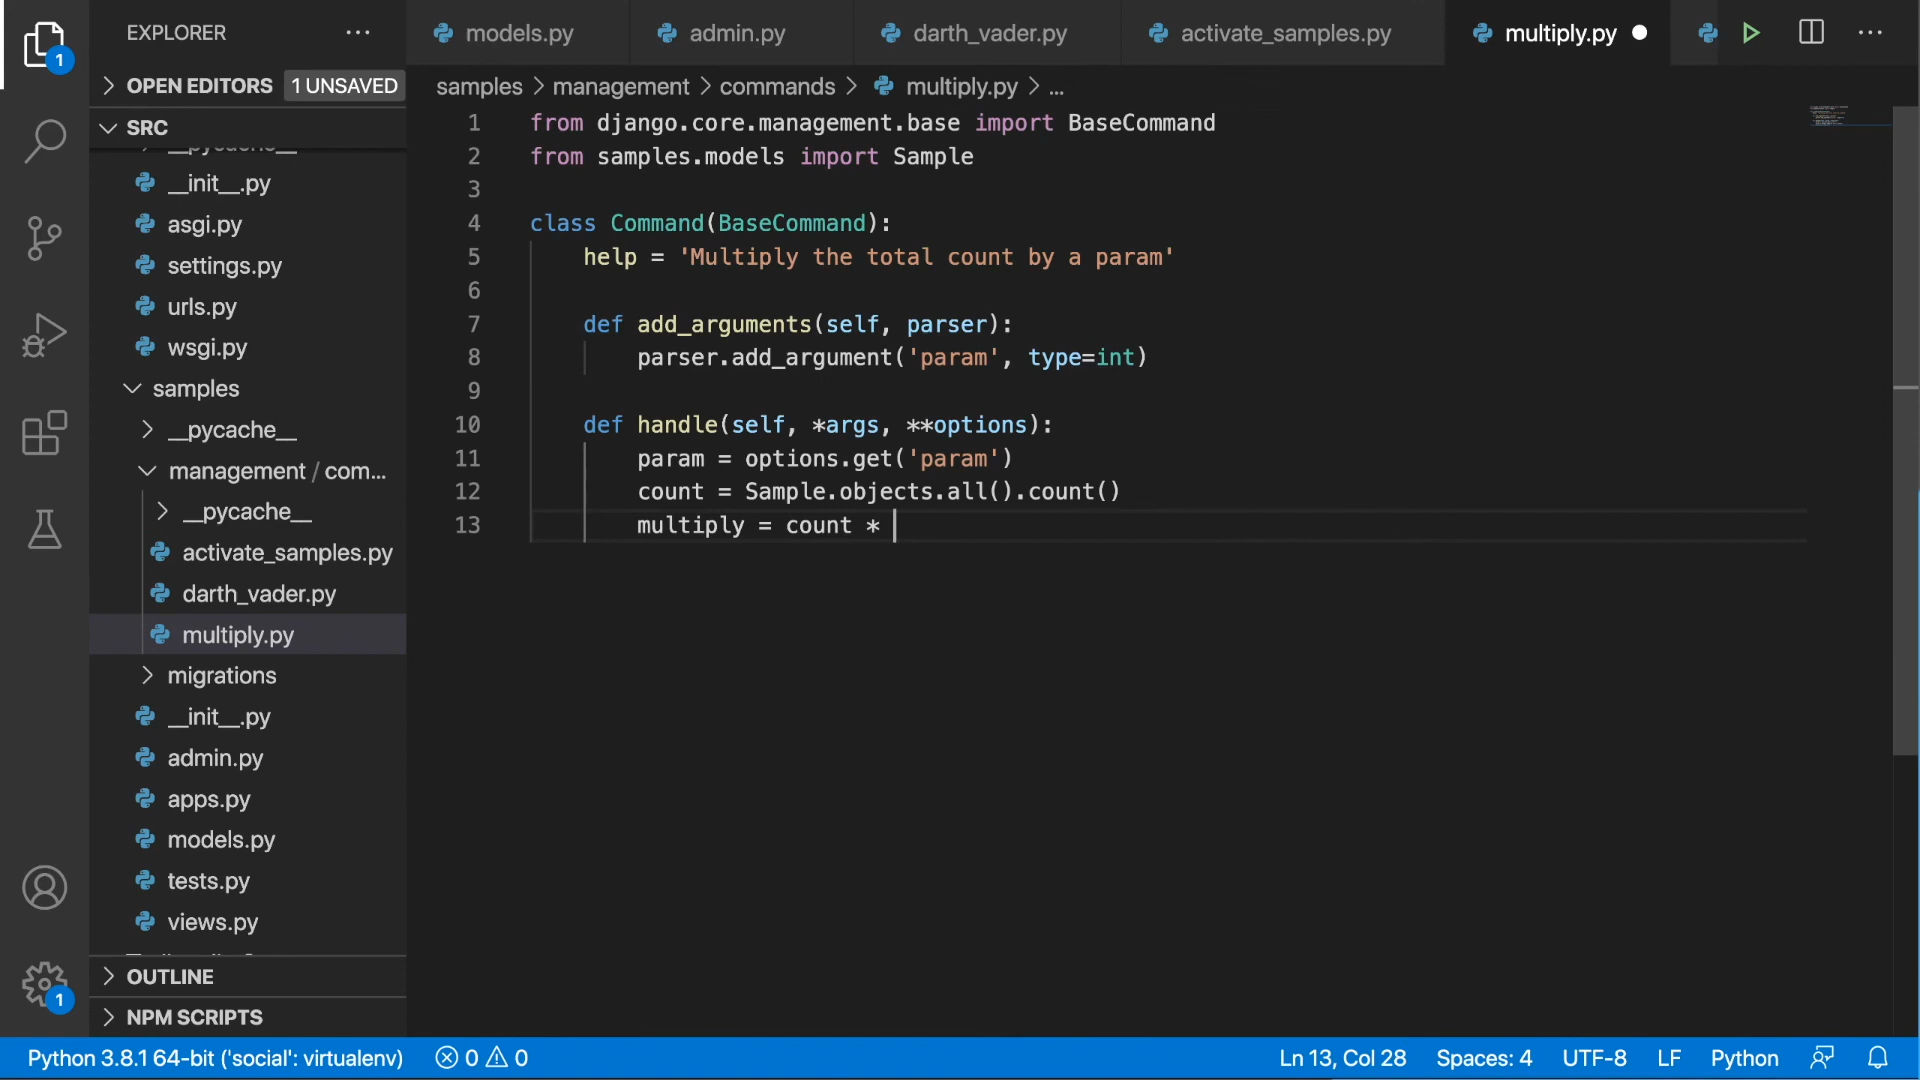 EXPLORER
OPEN EDITORS 1 UNSAVED
SRC
__pycache__
__init__.py
asgi.py
settings.py
urls.py
wsgi.py
samples
__pycache__
management / com...
__pycache__
activate_samples.py
darth_vader.py
multiply.py
migrations
__init__.py
admin.py
apps.py
models.py
tests.py
views.py
OUTLINE
NPM SCRIPTS
1
1
models.py admin.py darth_vader.py activate_samples.py multiply.py
samples > management > commands > multiply.py > ...
1 from django.core.management.base import BaseCommand
2 from samples.models import Sample
3
4 class Command(BaseCommand):
5 help = 'Multiply the total count by a param'
6
7 def add_arguments(self, parser):
8 parser.add_argument('param', type=int)
9
10 def handle(self, *args, **options):
11 param = options.get('param')
12 count = Sample.objects.all().count()
13 multiply = count *
Python 3.8.1 64-bit ('social': virtualenv) 0 0 Ln 13, Col 28 Spaces: 4 UTF-8 LF Python